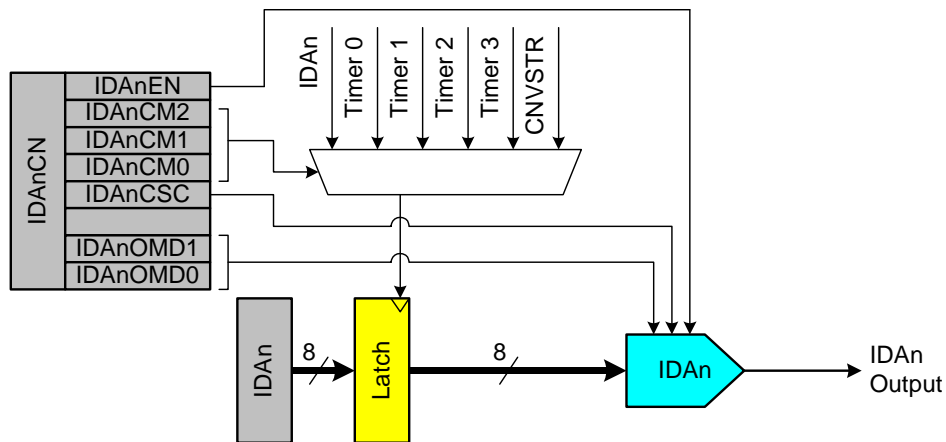 IDAnCN
IDAnEN
IDAnCM2
IDAnCM1
IDAnCM0
IDAnCSC
IDAnOMD1
IDAnOMD0
IDAn
Timer 0
Timer 1
Timer 2
Timer 3
CNVSTR
IDAn
8
Latch
8
IDAn
IDAn
Output